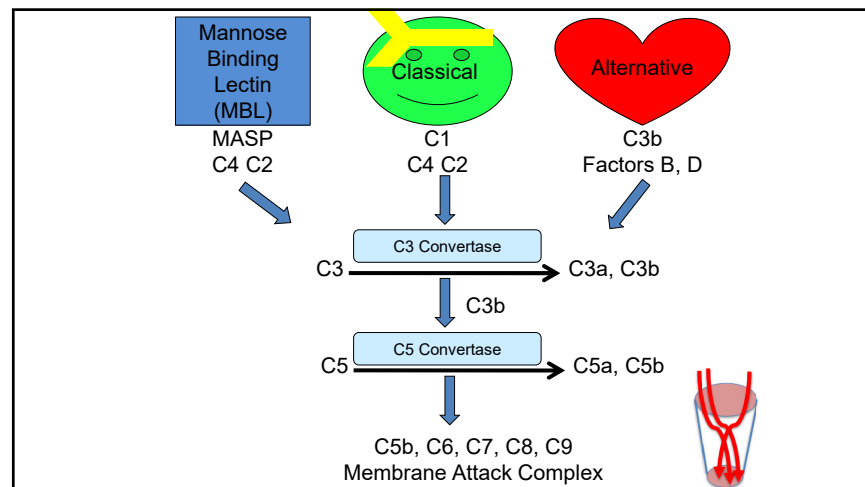 Mannose
Binding
Lectin
(MBL)
Classical
Alternative
MASP
C4 C2
C1
C4 C2
C3b
Factors B, D
C3 Convertase
C3
C3a, C3b
C3b
C5 Convertase
C5
C5a, C5b
C5b, C6, C7, C8, C9
Membrane Attack Complex